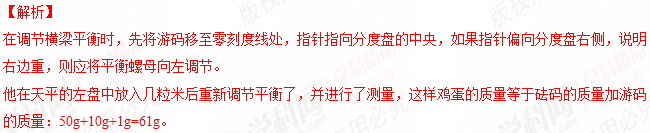 【解析】
在调节横梁平衡时，先将游码移至零刻度线处，指针指向分度盘的中央，如果指针偏向分度盘右侧，说明
右边重，则应将平衡螺母向左调节。
他在天平的左盘中放入几粒米后重新调节平衡了，并进行了测量，这样鸡蛋的质量等于砝码的质量加游码
的质量：50g+10g+1g=61g。